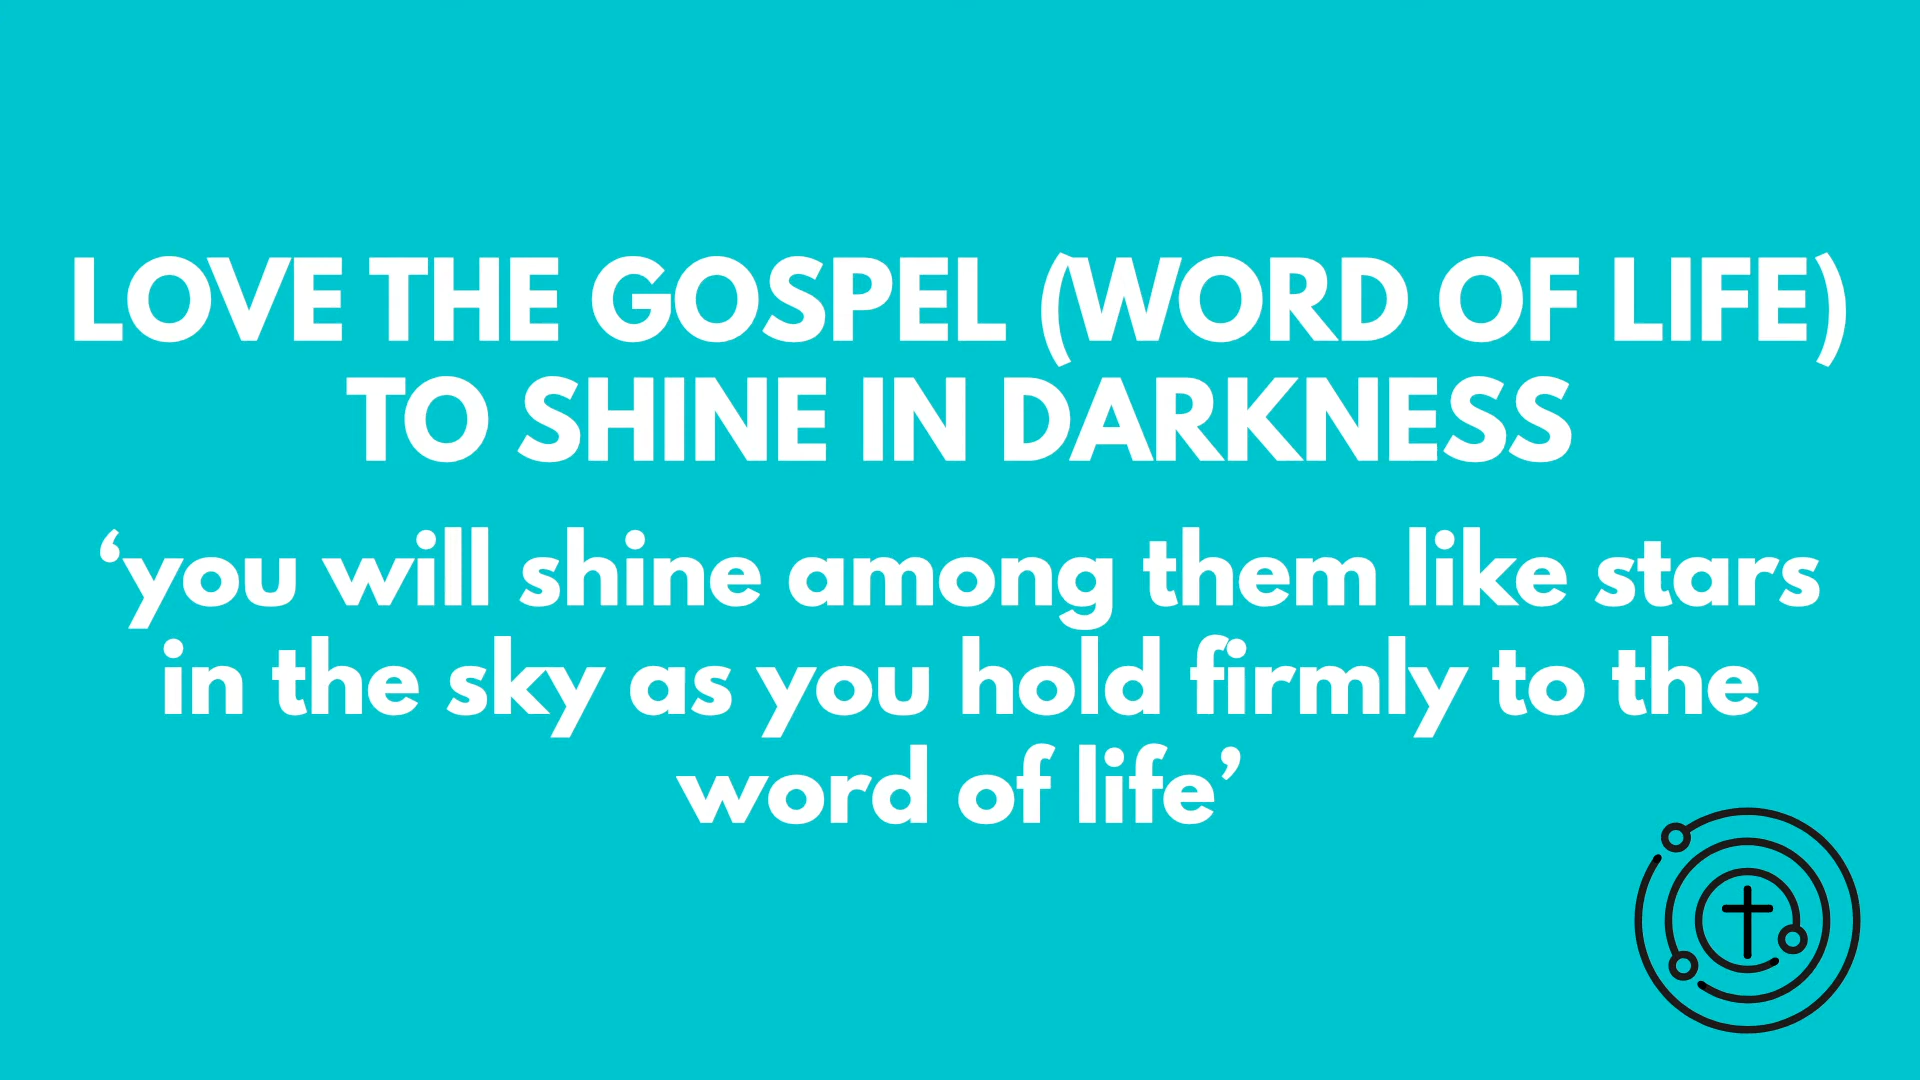 LOVE THE GOSPEL (WORD OF LIFE)
TO SHINE IN DARKNESS
‘you will shine among them like stars
in the sky as you hold firmly to the
word of life’